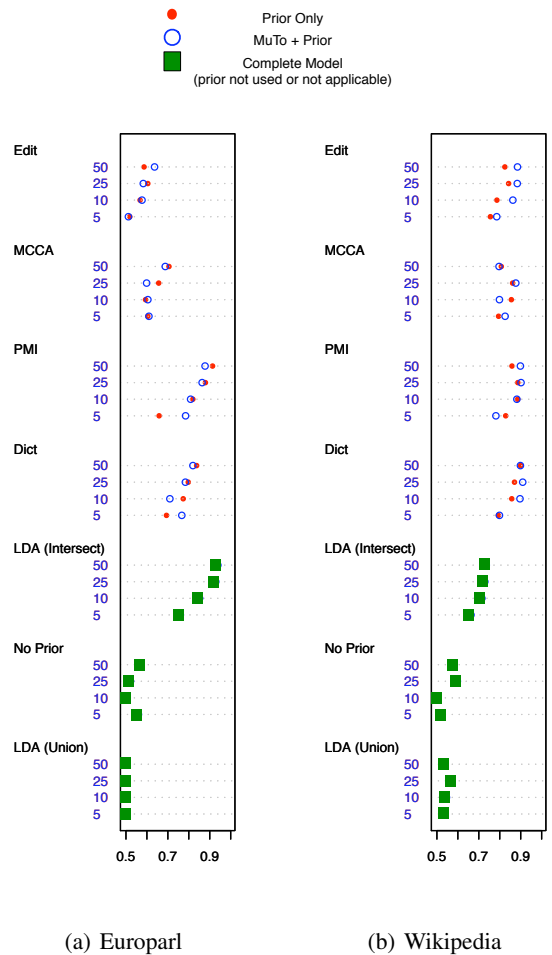 Prior Only
MuTo + Prior
Complete Model
(prior not used or not applicable)
Edit
50
25
10
5
MCCA
50
25
10
5
PMI
50
25
10
5
Dict
50
25
10
5
LDA (Intersect)
50
25
10
5
No Prior
50
25
10
5
LDA (Union)
50
25
10
5
0.5 0.7 0.9
(a) Europarl
Edit
50
25
10
5
MCCA
50
25
10
5
PMI
50
25
10
5
Dict
50
25
10
5
LDA (Intersect)
50
25
10
5
No Prior
50
25
10
5
LDA (Union)
50
25
10
5
0.5 0.7 0.9
(b) Wikipedia